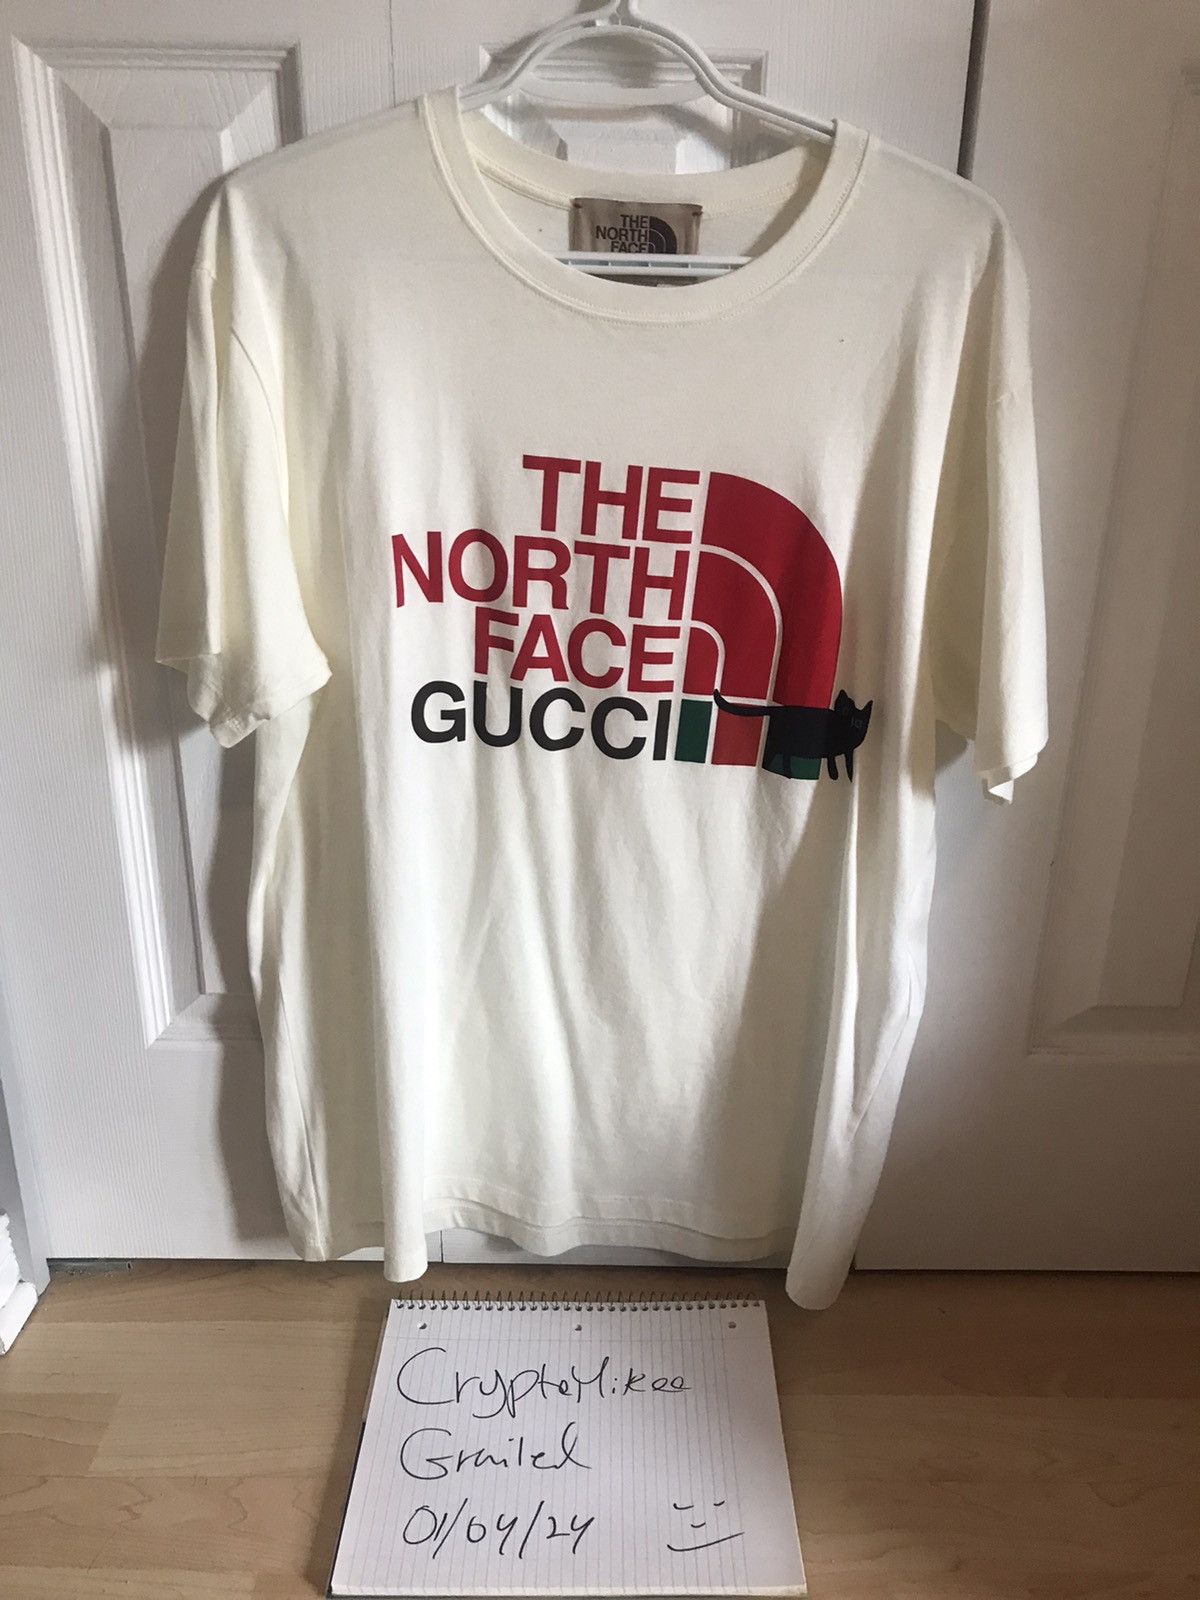 THE
NORTH
FACE
THE
NORTH
FACE
GUCCI
CryptoMikee
Grailed
01/04/24